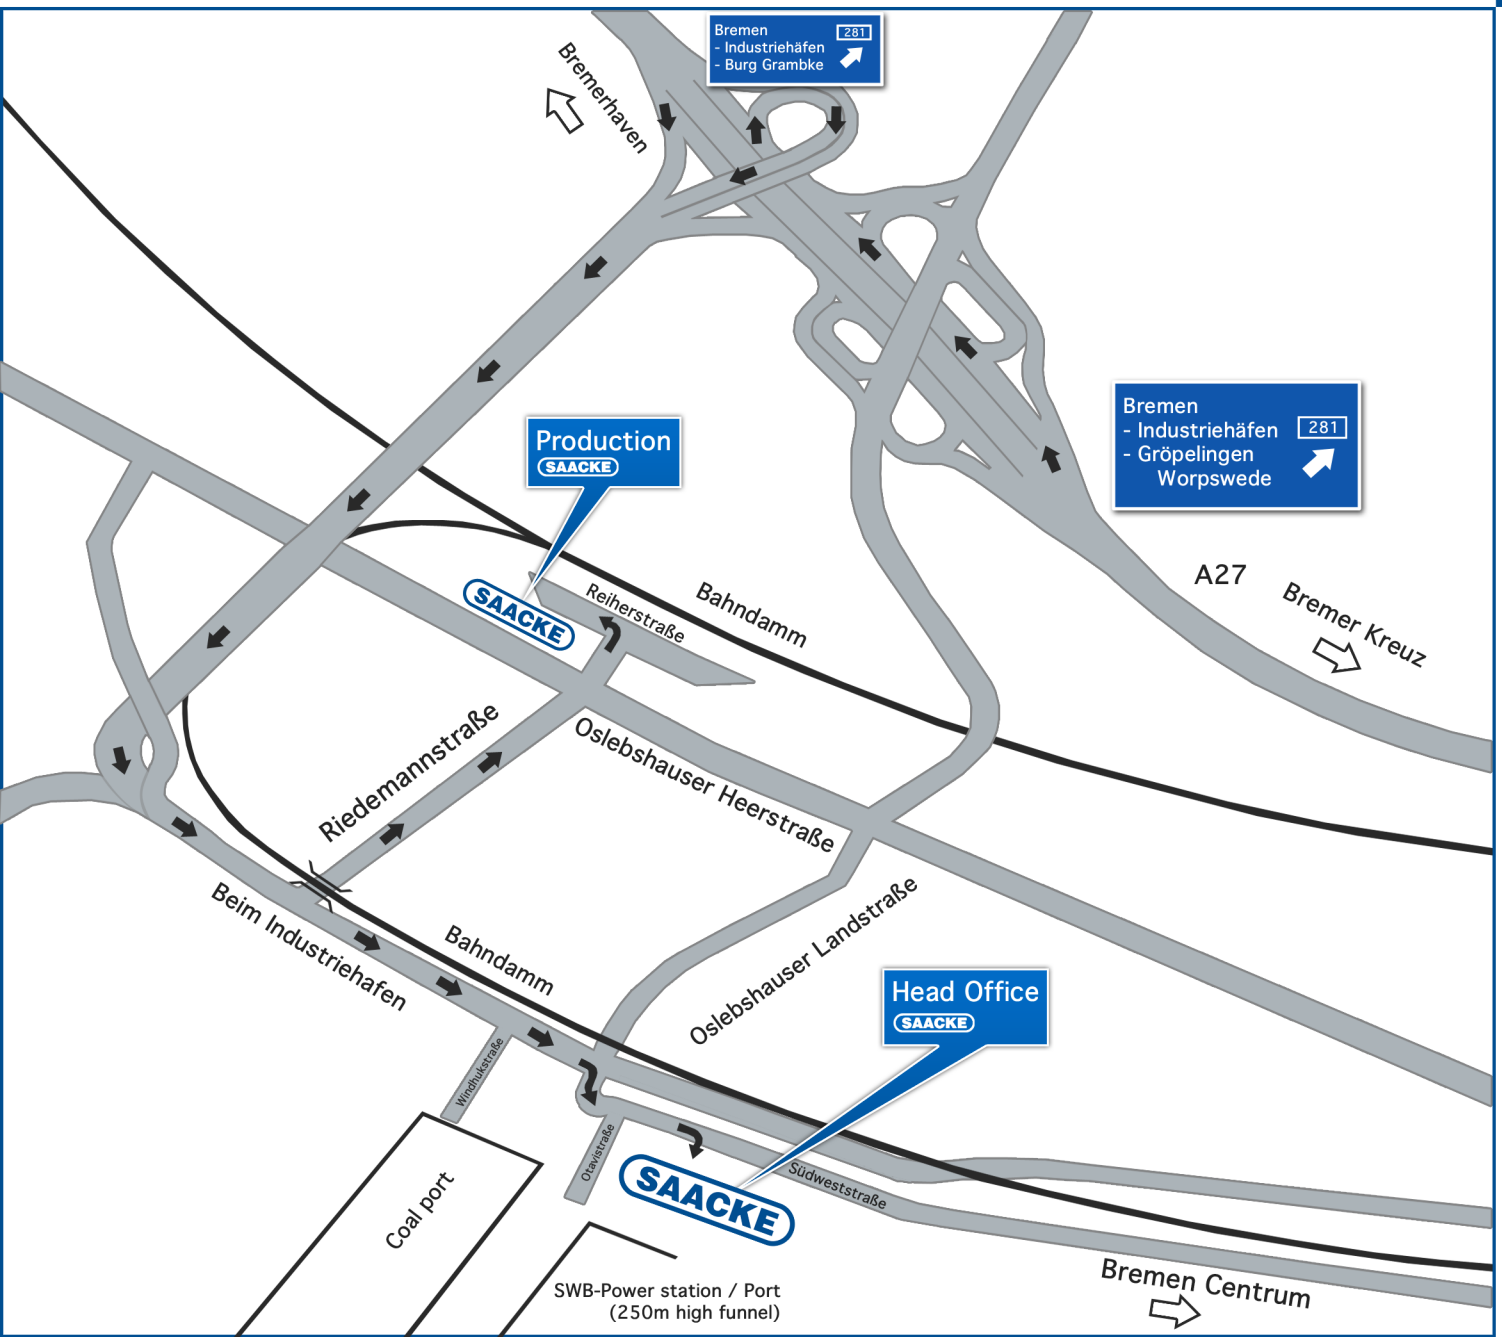 Bremen
281
- Industriehäfen
- Burg Grambke
Bremerhaven
Bremen
- Industriehäfen
281
- Gröpelingen
Worpswede
Production
SAACKE
A27
Bremer Kreuz
SAACKE
Reiherstraße
Bahndamm
Riedemannstraße
Oslebshauser Heerstraße
Beim Industriehafen
Bahndamm
Oslebshauser Landstraße
Head Office
SAACKE
Windhukstraße
Otavistraße
SAACKE
Südweststraße
Coal port
SWB-Power station / Port
(250m high funnel)
Bremen Centrum